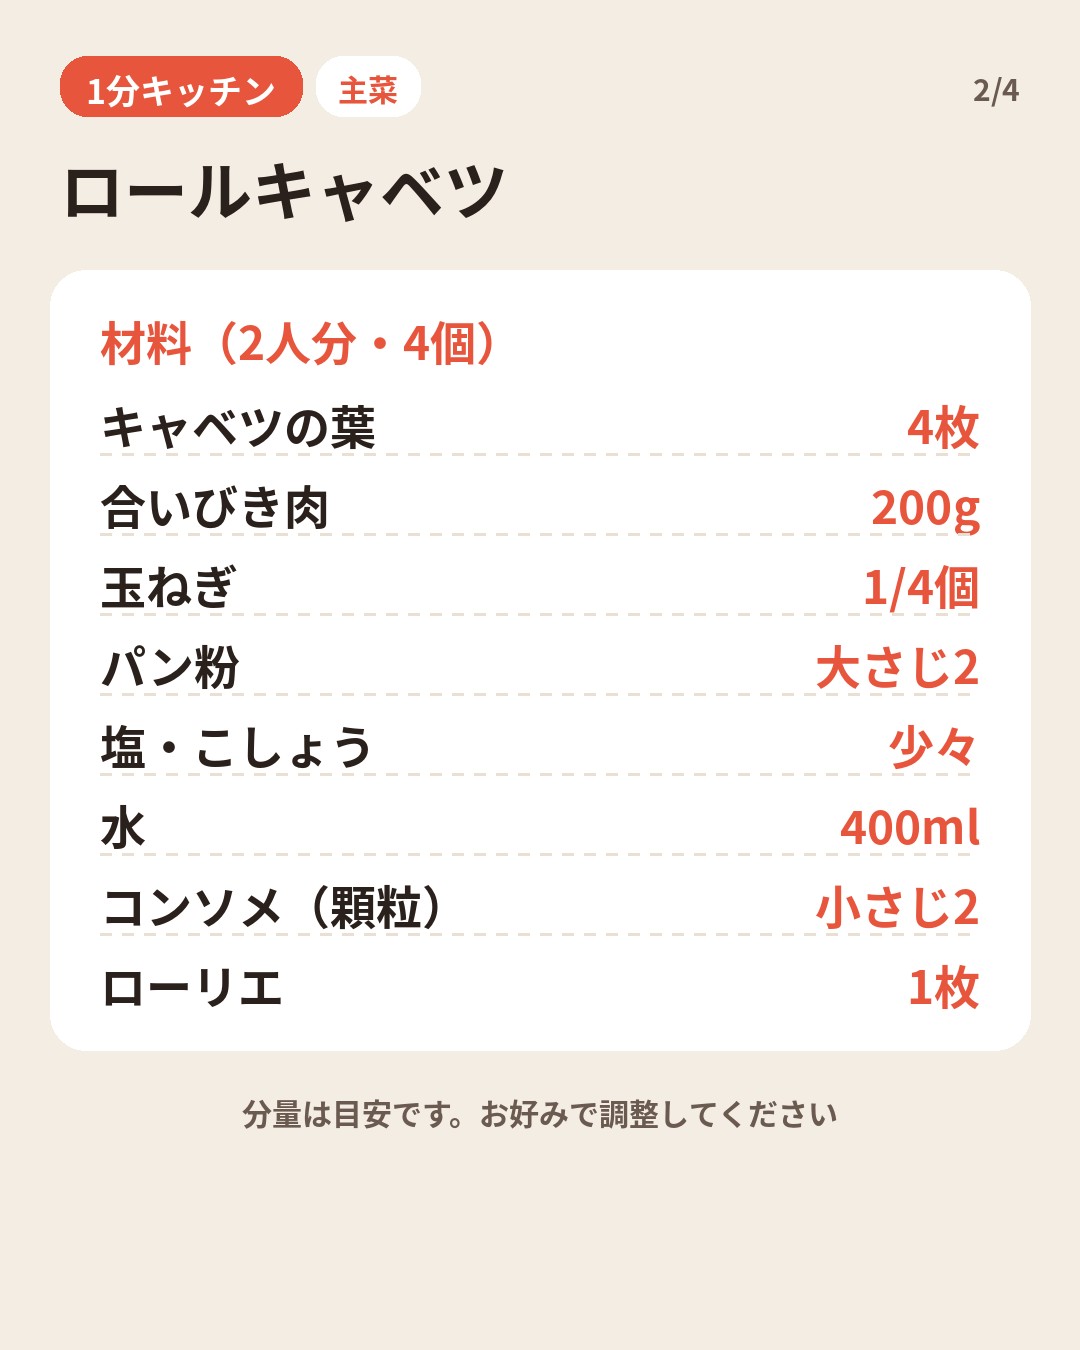 1分キッチン 主菜 2/4
ロールキャベツ
材料（2人分・4個）
キャベツの葉 4枚
合いびき肉 200g
玉ねぎ 1/4個
パン粉 大さじ2
塩・こしょう 少々
水 400ml
コンソメ（顆粒） 小さじ2
ローリエ 1枚
分量は目安です。お好みで調整してください